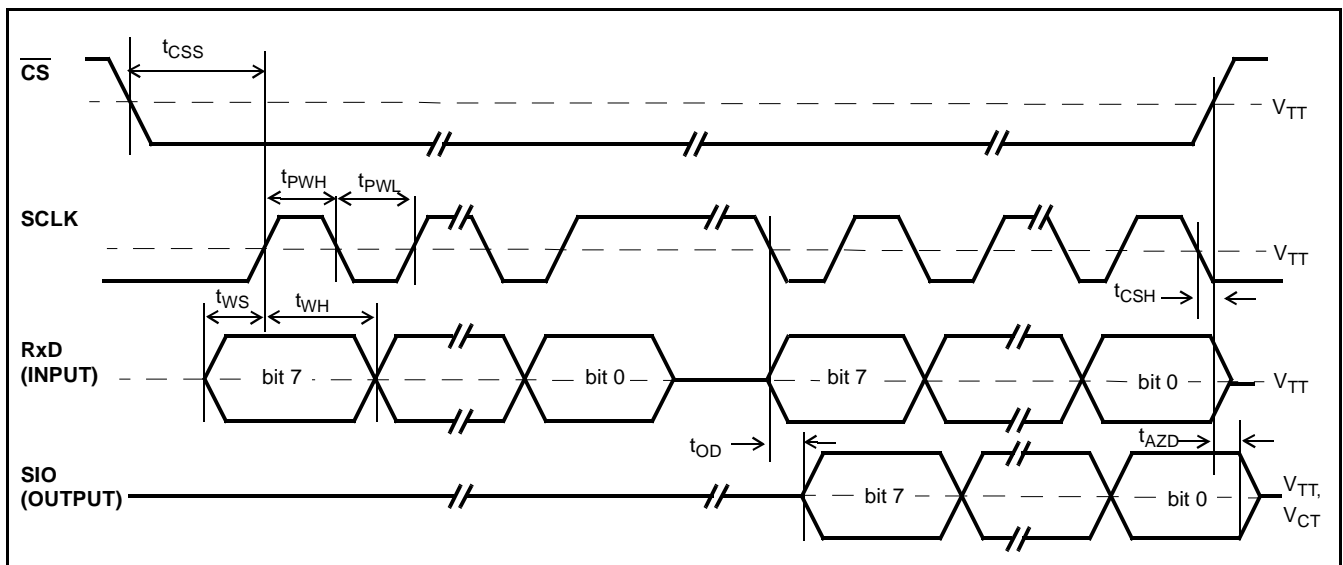 CS
tCSS
VTT
tPWH
tPWL
SCLK
VTT
tCSH
tWS
tWH
RxD
(INPUT)
bit 7
bit 0
bit 7
bit 0
VTT
tOD
tAZD
SIO
(OUTPUT)
bit 7
bit 0
VTT,
VCT